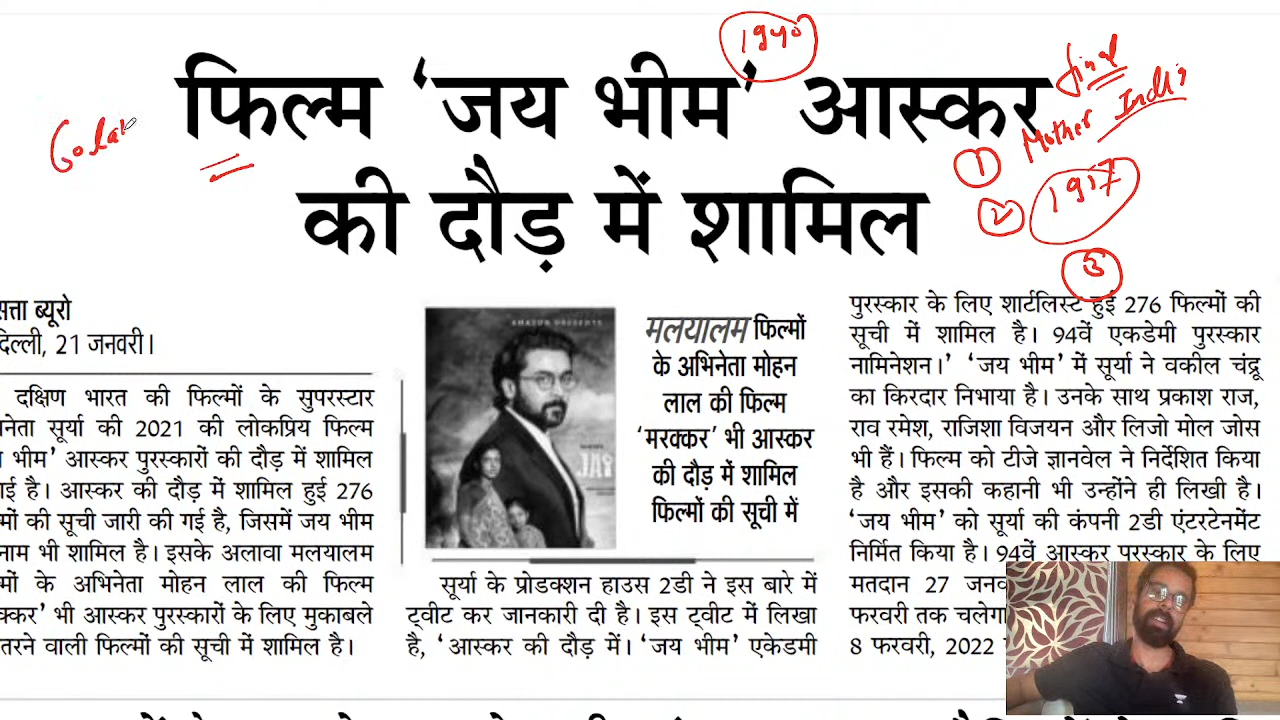 1940
फिल्म ‘जय भीम’ आस्कर
की दौड़ में शामिल
final
① Mother India
② 1957
③
सत्ता ब्यूरो
दिल्ली, 21 जनवरी।
दक्षिण भारत की फिल्मों के सुपरस्टार
नेता सूर्या की 2021 की लोकप्रिय फिल्म
भीम’ आस्कर पुरस्कारों की दौड़ में शामिल
गई है। आस्कर की दौड़ में शामिल हुई 276
मों की सूची जारी की गई है, जिसमें जय भीम
नाम भी शामिल है। इसके अलावा मलयालम
मों के अभिनेता मोहन लाल की फिल्म
क्कर’ भी आस्कर पुरस्कारों के लिए मुकाबले
तरने वाली फिल्मों की सूची में शामिल है।
AMAZON PRESENTS
JAI
मलयालम फिल्मों
के अभिनेता मोहन
लाल की फिल्म
‘मरक्कर’ भी आस्कर
की दौड़ में शामिल
फिल्मों की सूची में
सूर्या के प्रोडक्शन हाउस 2डी ने इस बारे में
ट्वीट कर जानकारी दी है। इस ट्वीट में लिखा
है, ‘आस्कर की दौड़ में। ‘जय भीम’ एकेडमी
पुरस्कार के लिए शार्टलिस्ट हुई 276 फिल्मों की
सूची में शामिल है। 94वें एकडेमी पुरस्कार
नामिनेशन।’ ‘जय भीम’ में सूर्या ने वकील चंद्रू
का किरदार निभाया है। उनके साथ प्रकाश राज,
राव रमेश, राजिशा विजयन और लिजो मोल जोस
भी हैं। फिल्म को टीजे ज्ञानवेल ने निर्देशित किया
है और इसकी कहानी भी उन्होंने ही लिखी है।
‘जय भीम’ को सूर्या की कंपनी 2डी एंटरटेनमेंट
निर्मित किया है। 94वें आस्कर पुरस्कार के लिए
मतदान 27 जनव
फरवरी तक चलेगा
8 फरवरी, 2022